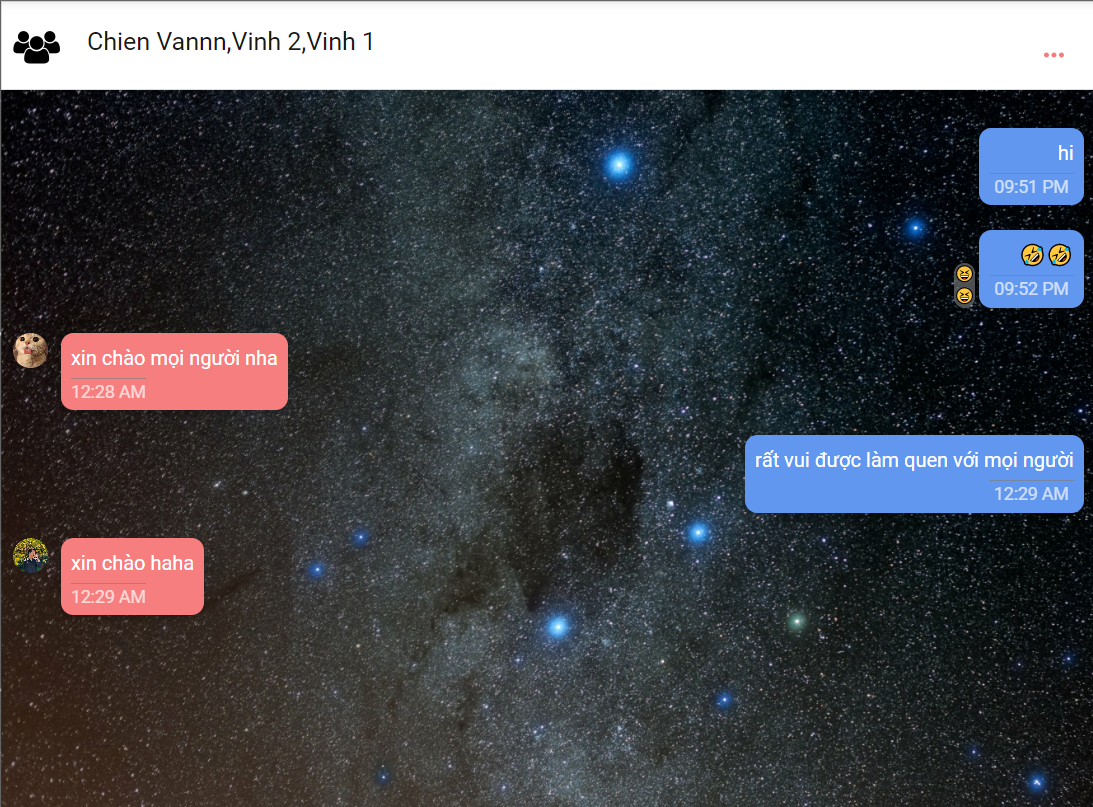 Chien Vannn,Vinh 2,Vinh 1
hi
09:51 PM
🤣🤣
09:52 PM
xin chào mọi người nha
12:28 AM
rất vui được làm quen với mọi người
12:29 AM
xin chào haha
12:29 AM